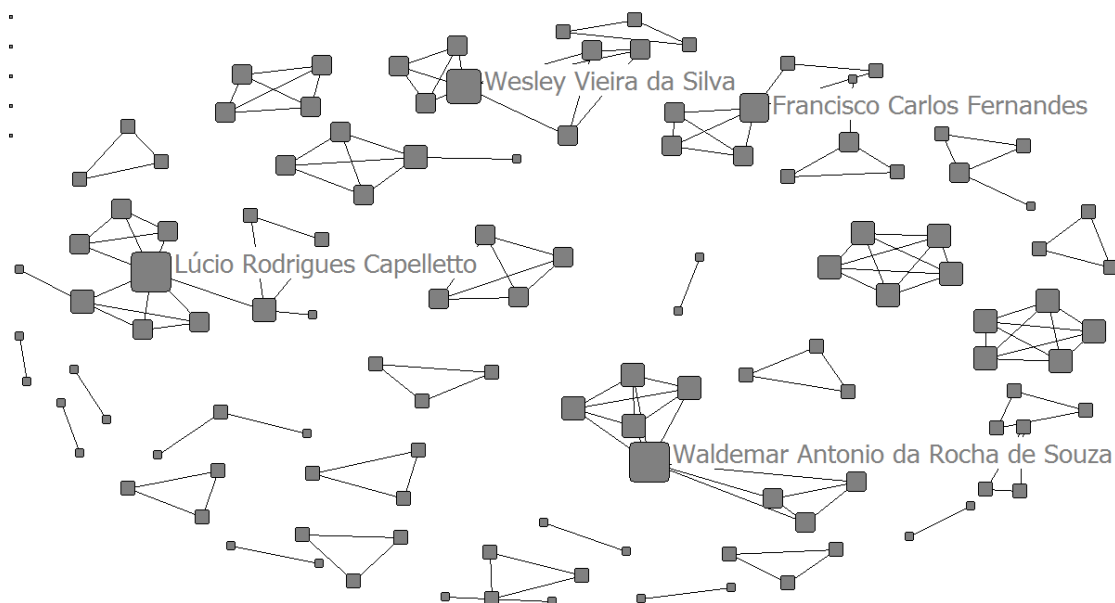 Wesley Vieira da Silva
Francisco Carlos Fernandes
Lúcio Rodrigues Capelletto
Waldemar Antonio da Rocha de Souza